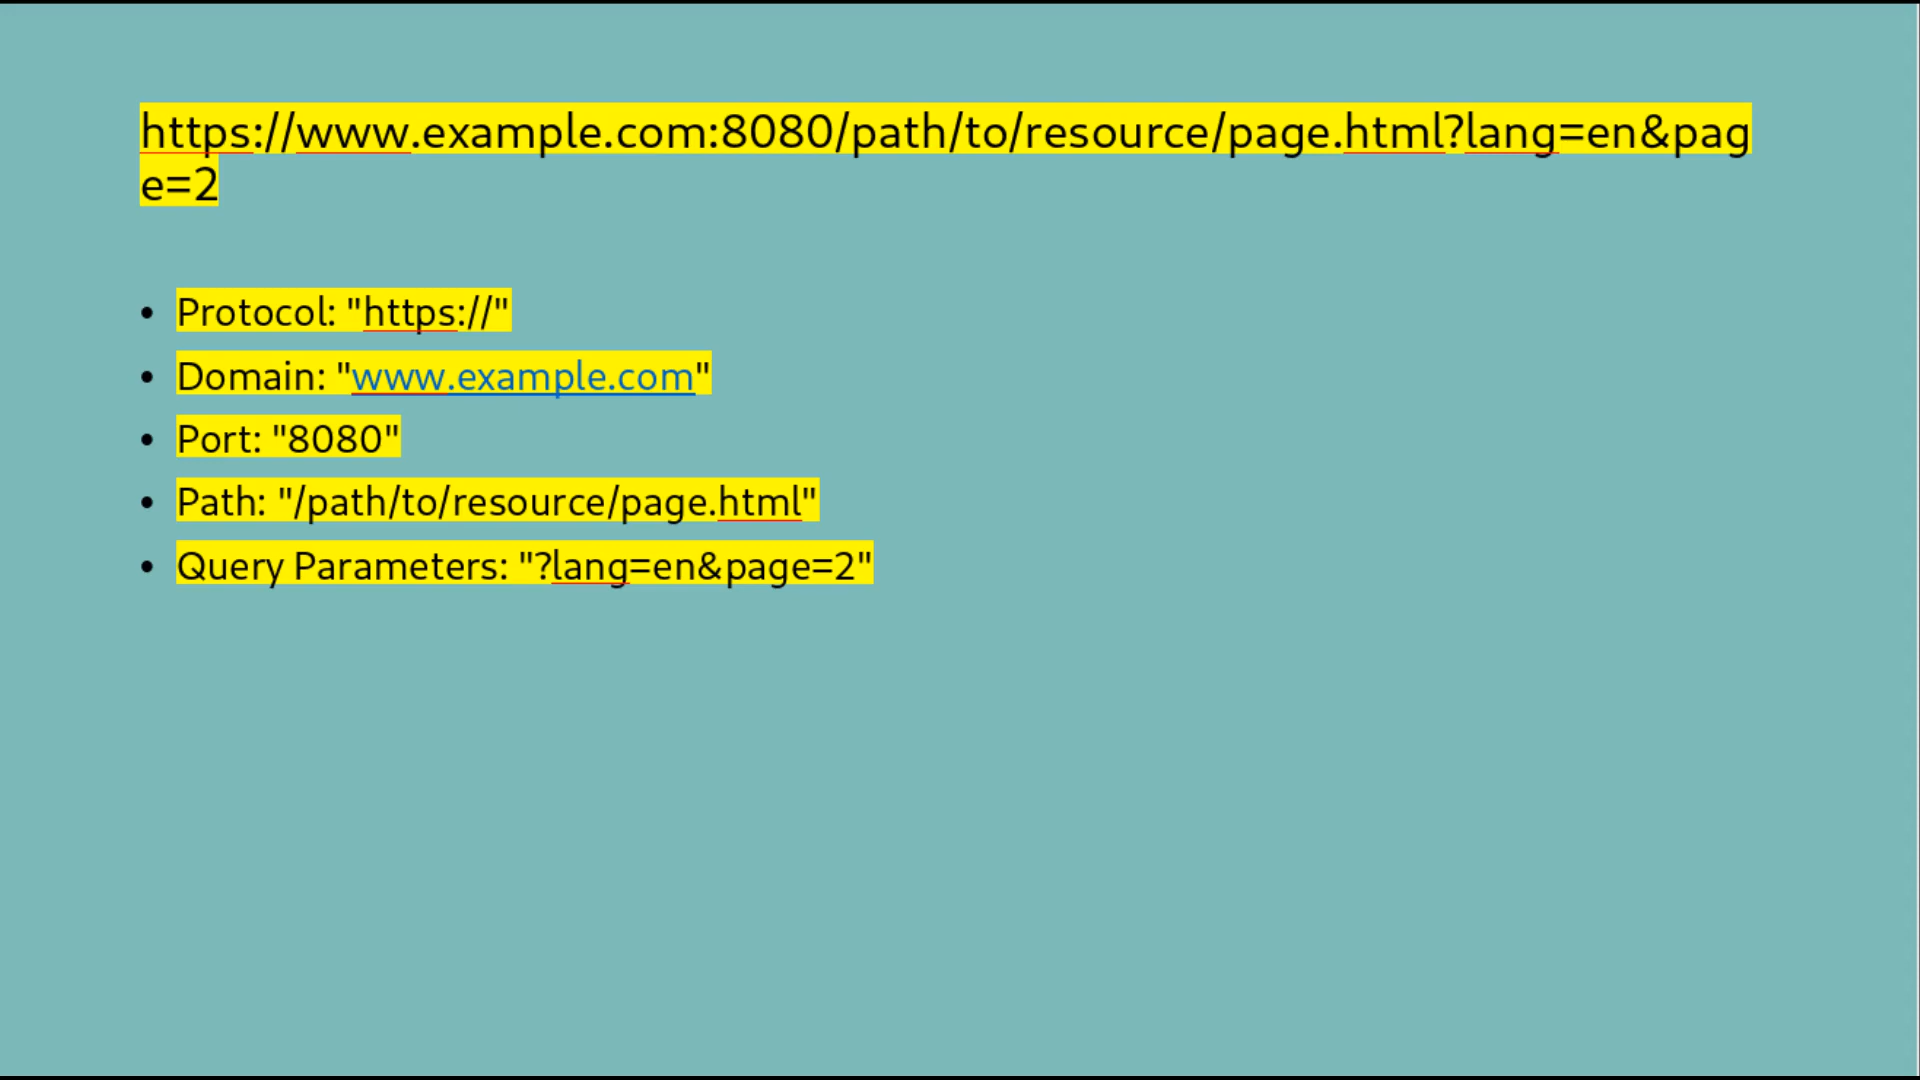 https://www.example.com:8080/path/to/resource/page.html?lang=en&pag
e=2
• Protocol: "https://"
• Domain: "www.example.com"
• Port: "8080"
• Path: "/path/to/resource/page.html"
• Query Parameters: "?lang=en&page=2"